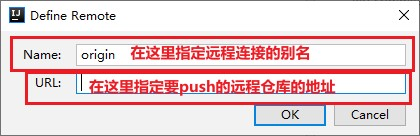 IJ Define Remote
Name: origin 在这里指定远程连接的别名
URL: 在这里指定要push的远程仓库的地址
OK Cancel